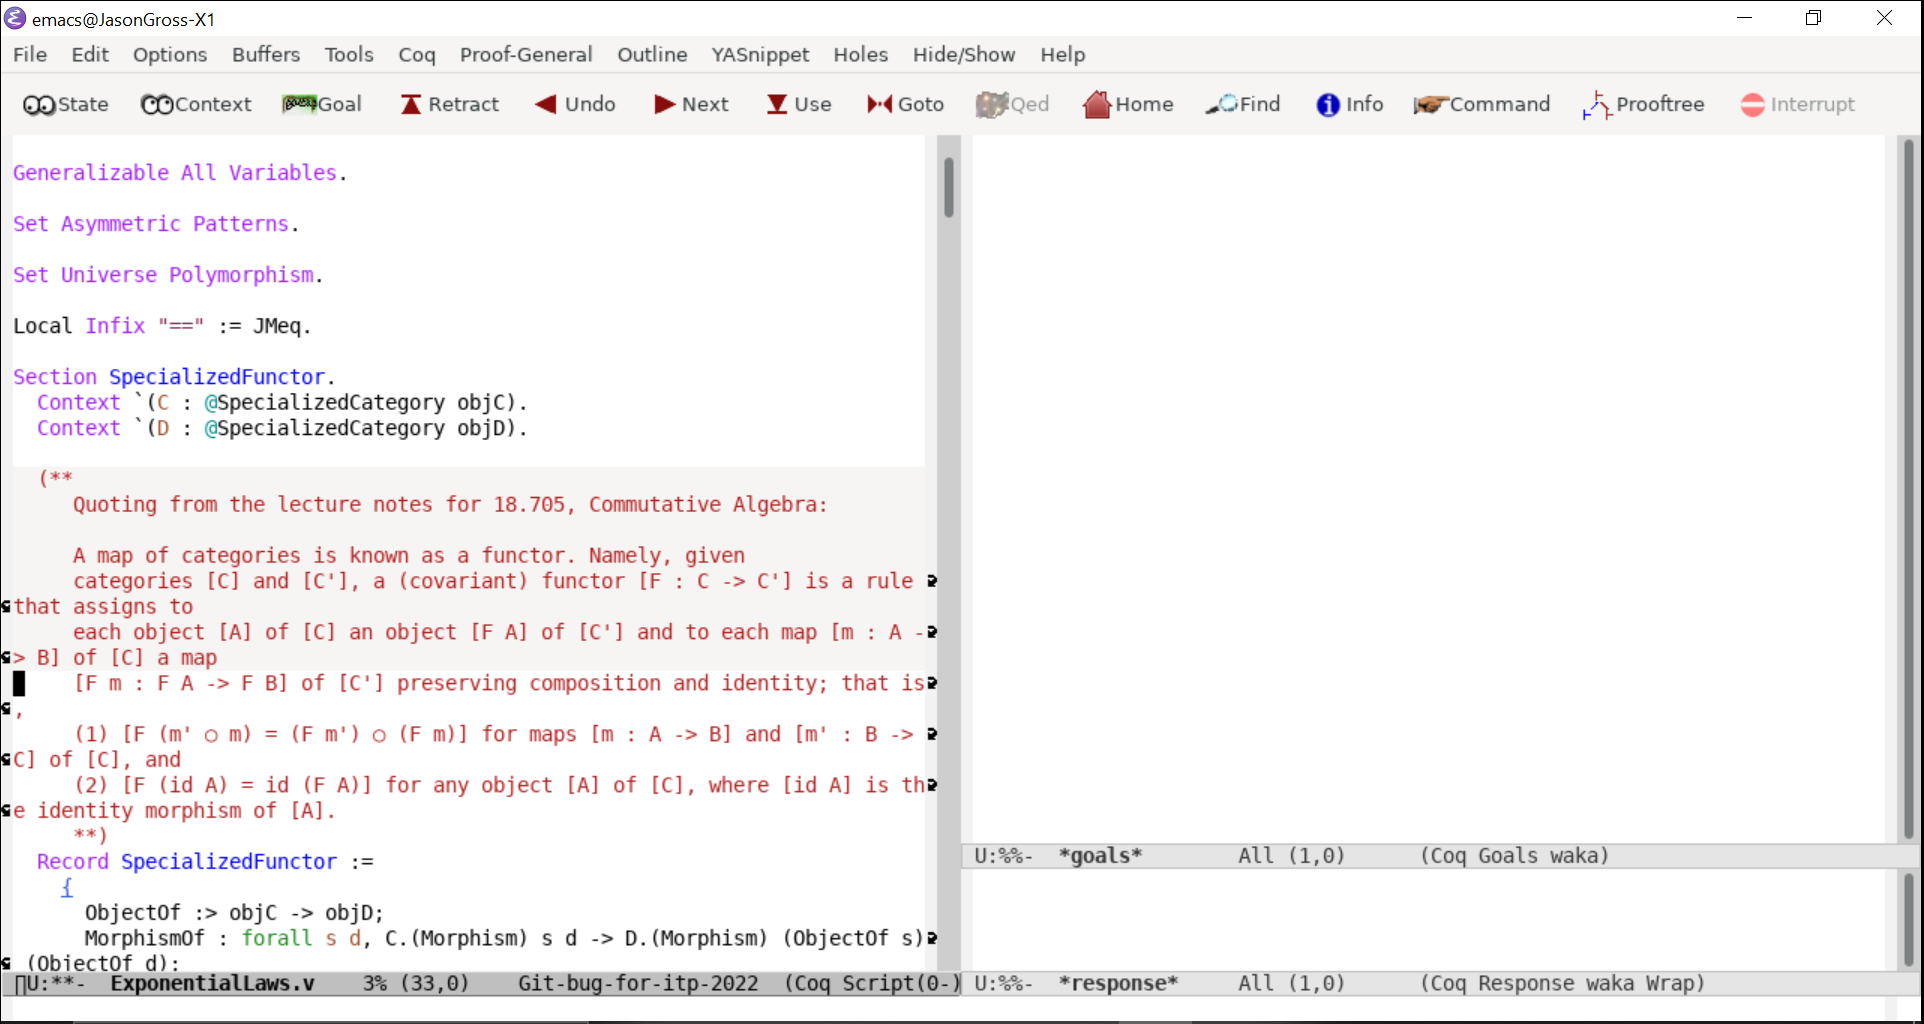 emacs@JasonGross-X1
File Edit Options Buffers Tools Coq Proof-General Outline YASnippet Holes Hide/Show Help
State Context Goal Retract Undo Next Use Goto Qed Home Find Info Command Prooftree Interrupt
Generalizable All Variables.
Set Asymmetric Patterns.
Set Universe Polymorphism.
Local Infix "==" := JMeq.
Section SpecializedFunctor.
Context `(C : @SpecializedCategory objC).
Context `(D : @SpecializedCategory objD).
(**
Quoting from the lecture notes for 18.705, Commutative Algebra:
A map of categories is known as a functor. Namely, given
categories [C] and [C'], a (covariant) functor [F : C -> C'] is a rule
that assigns to
each object [A] of [C] an object [F A] of [C'] and to each map [m : A -
> B] of [C] a map
[F m : F A -> F B] of [C'] preserving composition and identity; that is
,
(1) [F (m' ○ m) = (F m') ○ (F m)] for maps [m : A -> B] and [m' : B ->
C] of [C], and
(2) [F (id A) = id (F A)] for any object [A] of [C], where [id A] is th
e identity morphism of [A].
**)
Record SpecializedFunctor :=
{
ObjectOf :> objC -> objD;
MorphismOf : forall s d, C.(Morphism) s d -> D.(Morphism) (ObjectOf s)
(ObjectOf d);
U:**- ExponentialLaws.v 3% (33,0) Git-bug-for-itp-2022 (Coq Script(0-)
U:%%- *goals* All (1,0) (Coq Goals waka)
U:%%- *response* All (1,0) (Coq Response waka Wrap)